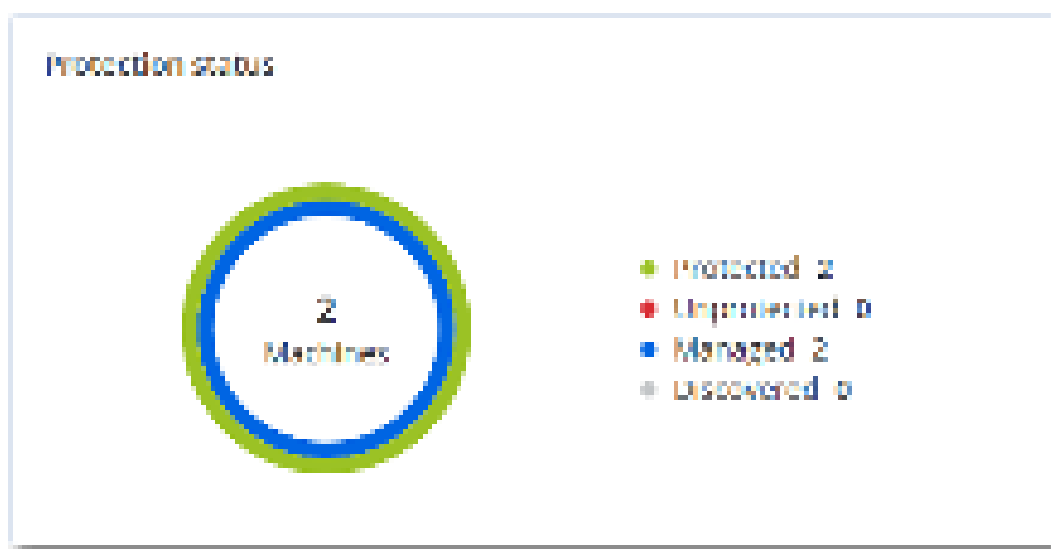 Protection status
2
Machines
Protected 2
Unprotected 0
Managed 2
Discovered 0